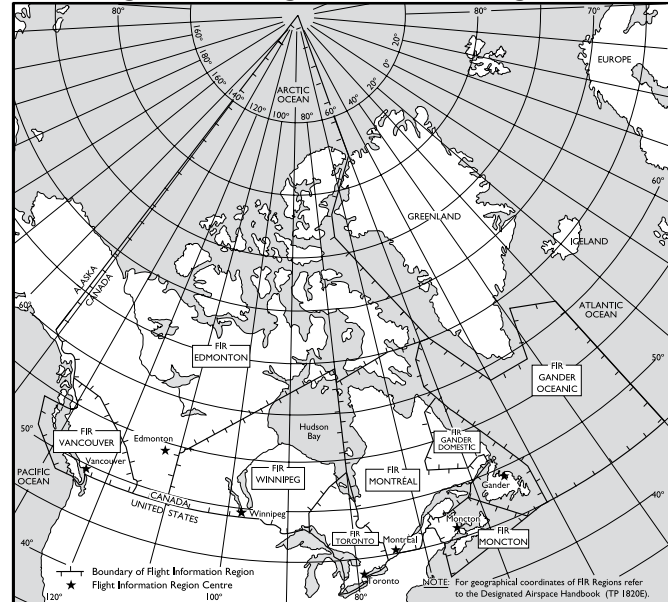 80°
80°
70°
160°
180°
160°
140°
120°
100°
80°
60°
40°
20°
0°
20°
EUROPE
ARCTIC
OCEAN
60°
GREENLAND
ICELAND
ALASKA
CANADA
60°
ATLANTIC
OCEAN
FIR
EDMONTON
50°
FIR
GANDER
OCEANIC
50°
FIR
VANCOUVER
Edmonton
Hudson
Bay
FIR
GANDER
DOMESTIC
Vancouver
PACIFIC
OCEAN
FIR
WINNIPEG
FIR
MONTRÉAL
Gander
40°
CANADA
UNITED STATES
Winnipeg
Moncton
FIR
MONCTON
FIR
TORONTO
Montréal
40°
Boundary of Flight Information Region
Flight Information Region Centre
Toronto
120°
80°
NOTE: For geographical coordinates of FIR Regions refer
to the Designated Airspace Handbook (TP 1820E).